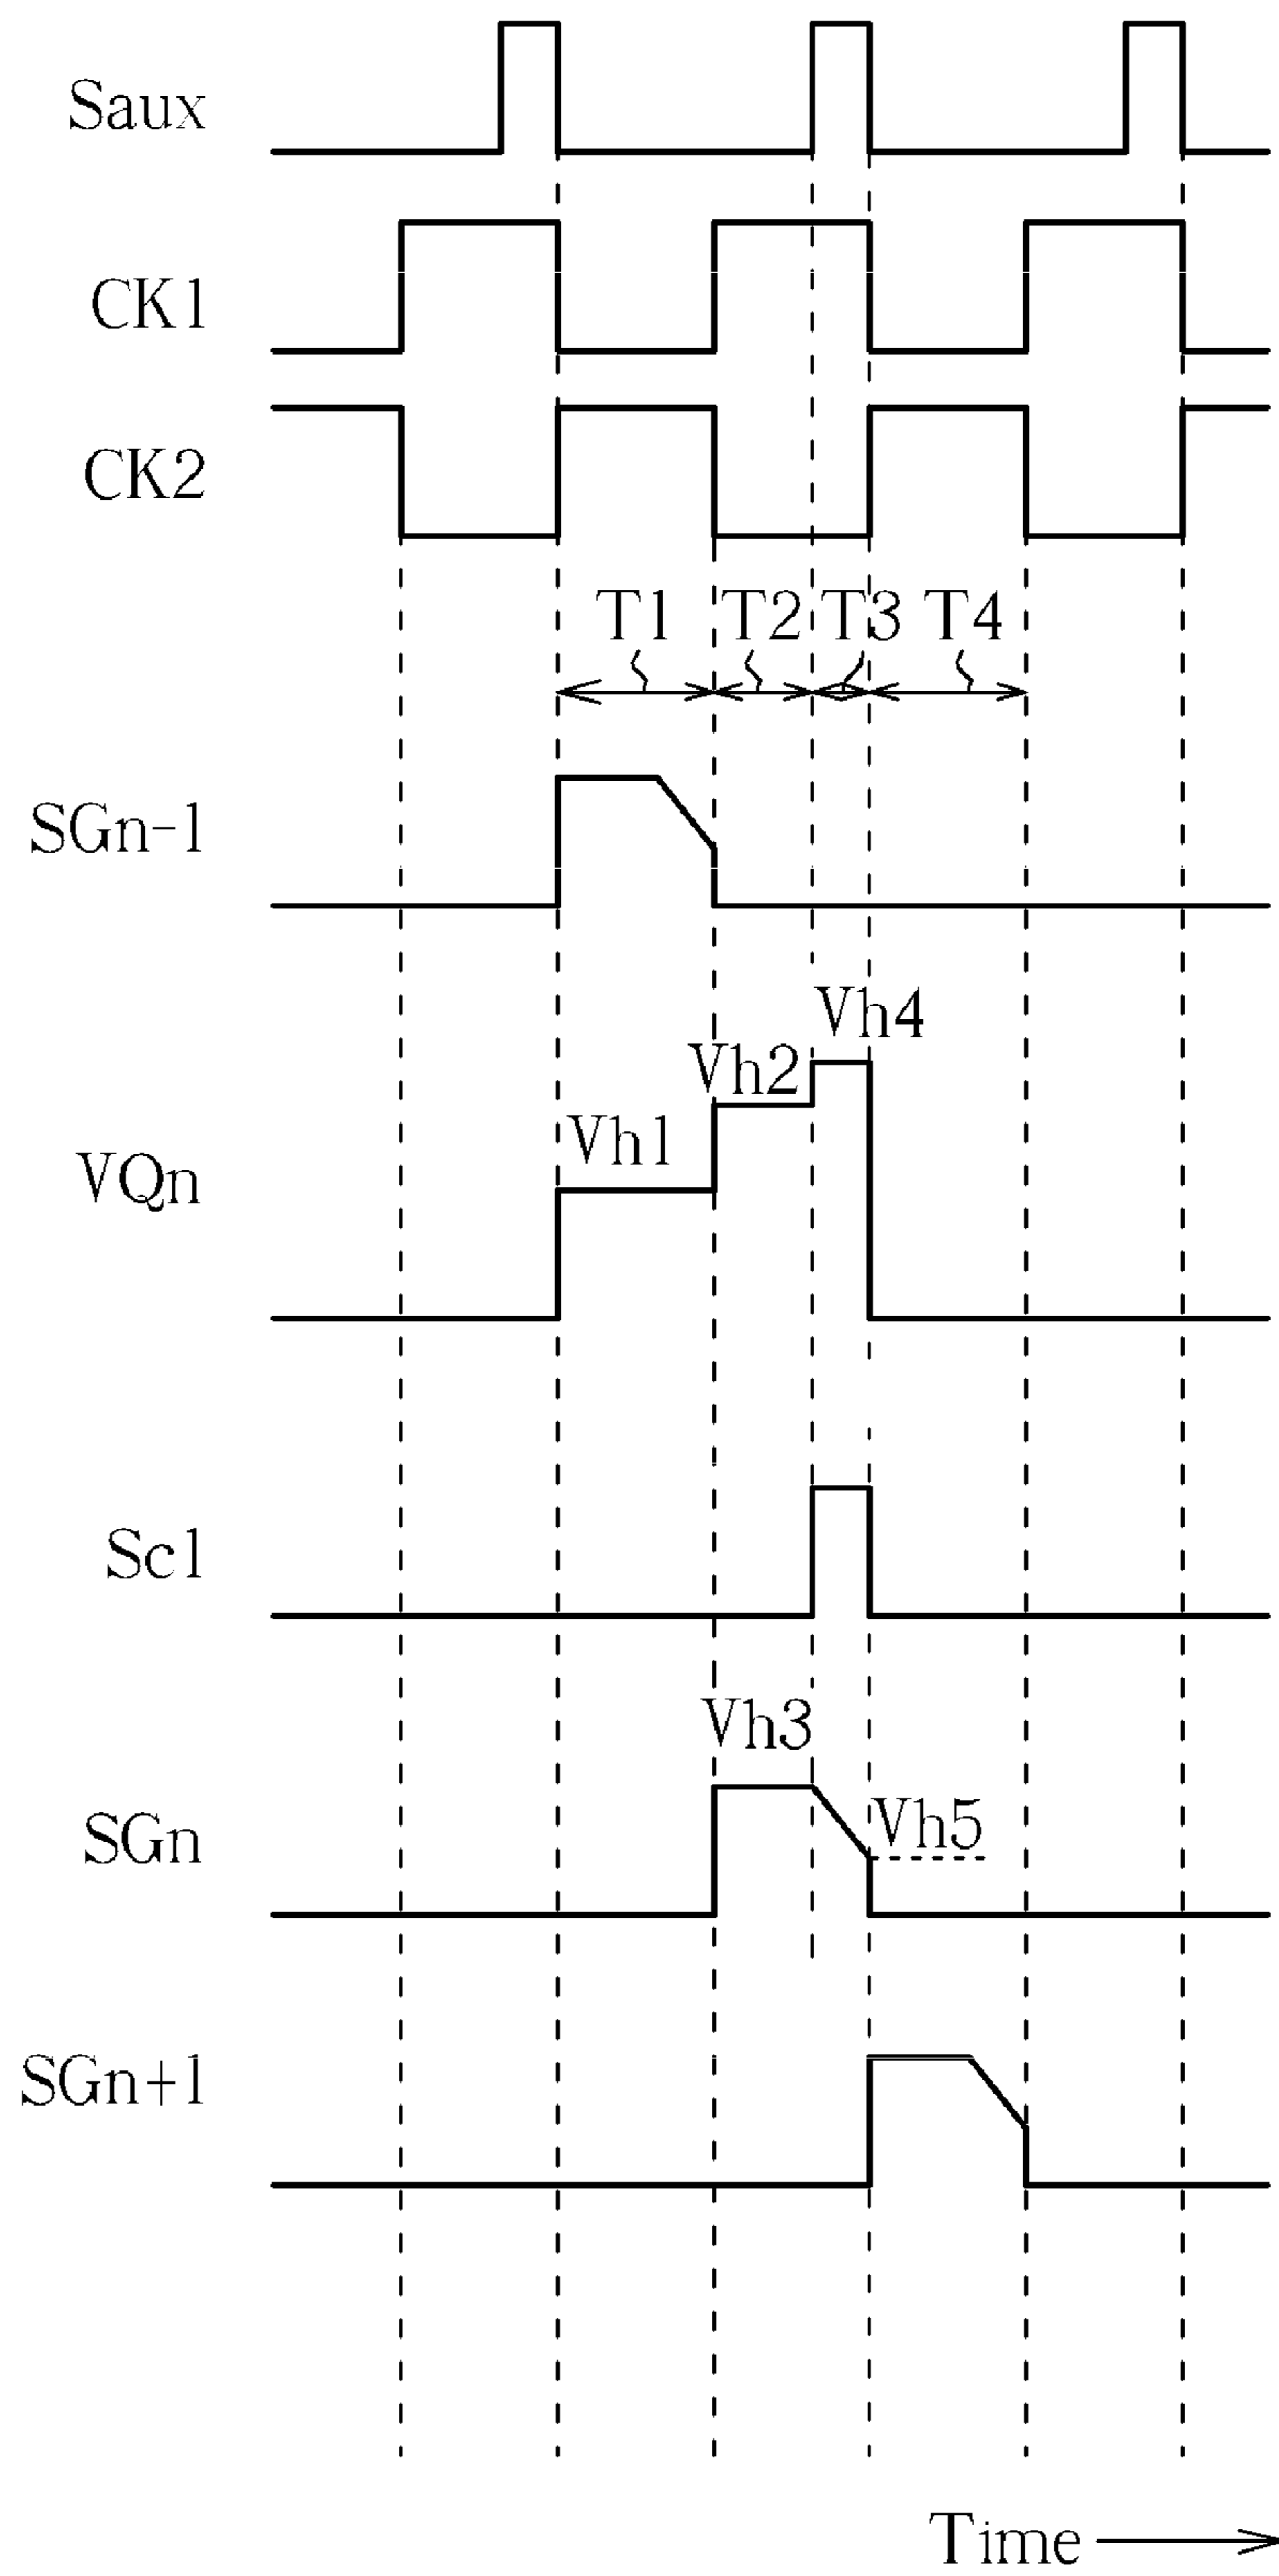 Saux
CK1
CK2
T1 T2 T3 T4
SGn-1
Vh4
Vh2
Vh1
VQn
Sc1
Vh3
Vh5
SGn
SGn+1
Time